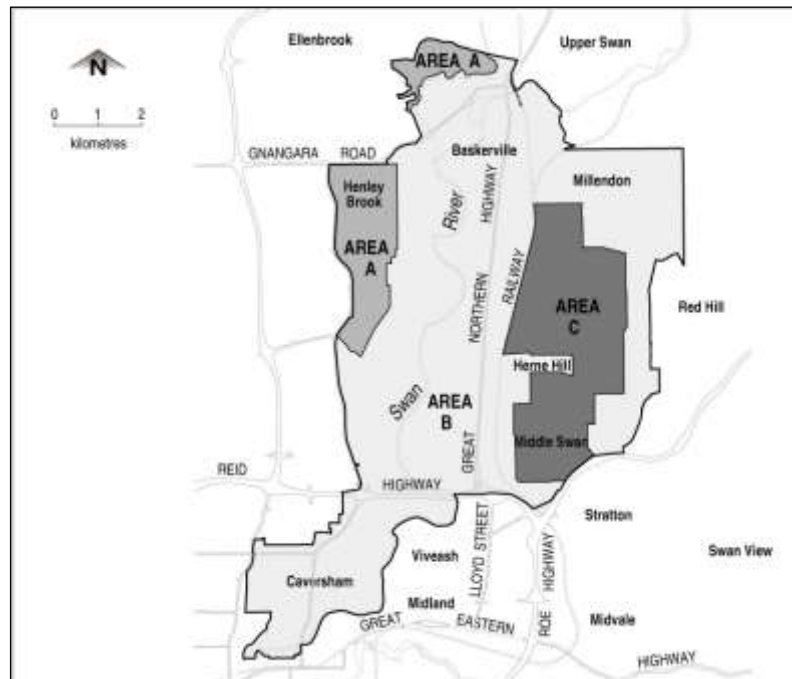 Ellenbrook
AREA A
Upper Swan
N
0 1 2
kilometres
GNANGARA ROAD
Baskerville
Millendon
Henley
Brook
AREA
A
River
HIGHWAY
RAILWAY
NORTHERN
AREA
C
Red Hill
Herne Hill
Swan
AREA
B
GREAT
Middle Swan
REID
HIGHWAY
Stratton
LLOYD STREET
Viveash
HIGHWAY
Swan View
Caversham
Midland
ROE
Midvale
GREAT
EASTERN
HIGHWAY